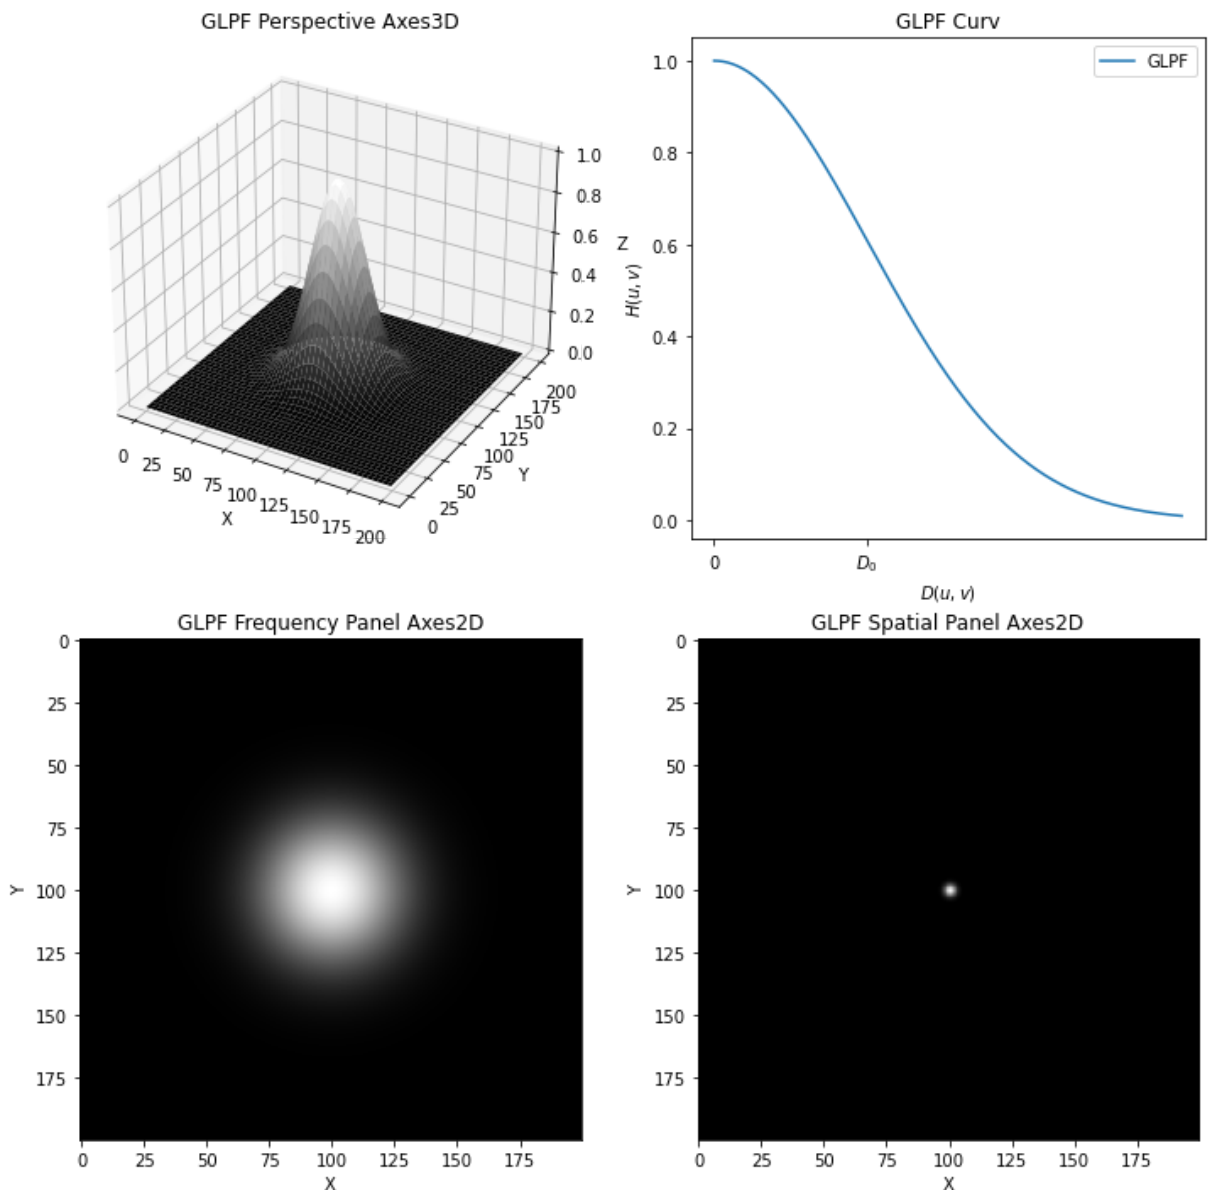 GLPF Perspective Axes3D
1.0
0.8
0.6
0.4
0.2
0.0
Z
0
25
50
75
100
125
150
175
200
X
0
25
50
75
100
125
150
175
200
Y
GLPF Curv
GLPF
1.0
0.8
0.6
0.4
0.2
0.0
H(u, v)
0 D₀
D(u, v)
GLPF Frequency Panel Axes2D
0
25
50
75
100
125
150
175
Y
0 25 50 75 100 125 150 175
X
GLPF Spatial Panel Axes2D
0
25
50
75
100
125
150
175
Y
0 25 50 75 100 125 150 175
X